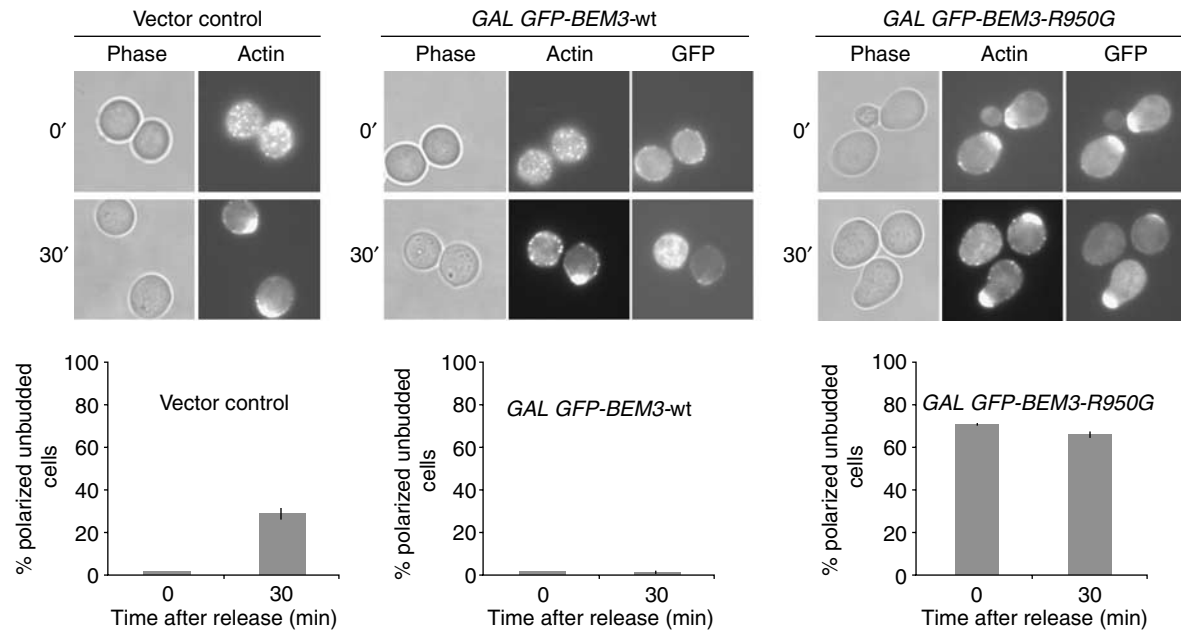 Vector control
Phase Actin
GAL GFP-BEM3-wt
Phase Actin GFP
GAL GFP-BEM3-R950G
Phase Actin GFP
0′
30′
0′
30′
0′
30′
% polarized unbudded
cells
100
80
60
40
20
0
Vector control
0 30
Time after release (min)
% polarized unbudded
cells
100
80
60
40
20
0
GAL GFP-BEM3-wt
0 30
Time after release (min)
% polarized unbudded
cells
100
80
60
40
20
0
GAL GFP-BEM3-R950G
0 30
Time after release (min)